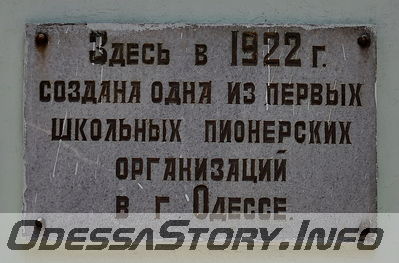 Здесь в 1922 г.
создана одна из первых
школьных пионерских
организаций
в г Одессе.
OdessaStory.Info